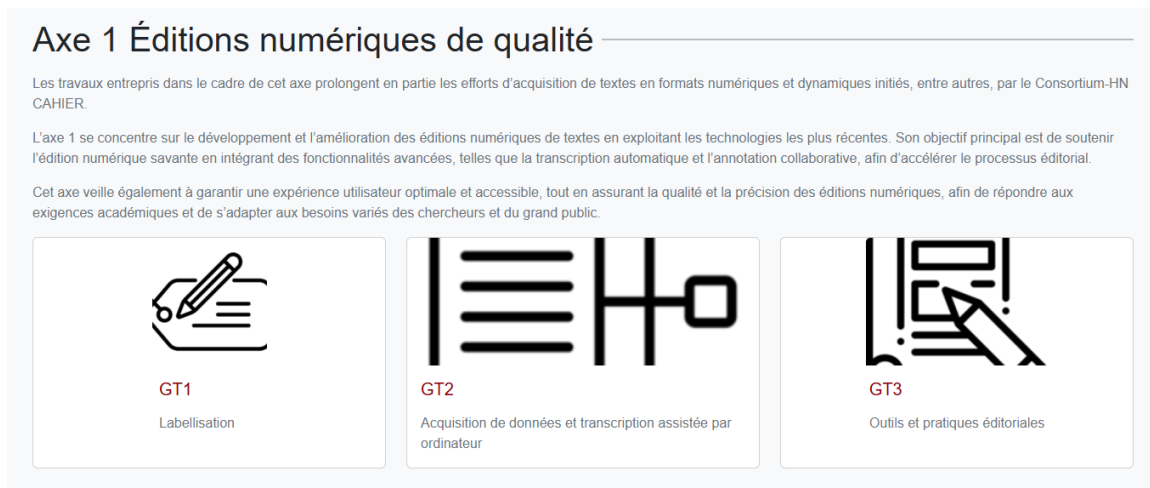 Axe 1 Éditions numériques de qualité
Les travaux entrepris dans le cadre de cet axe prolongent en partie les efforts d’acquisition de textes en formats numériques et dynamiques initiés, entre autres, par le Consortium-HN
CAHIER.
L’axe 1 se concentre sur le développement et l’amélioration des éditions numériques de textes en exploitant les technologies les plus récentes. Son objectif principal est de soutenir
l’édition numérique savante en intégrant des fonctionnalités avancées, telles que la transcription automatique et l’annotation collaborative, afin d’accélérer le processus éditorial.
Cet axe veille également à garantir une expérience utilisateur optimale et accessible, tout en assurant la qualité et la précision des éditions numériques, afin de répondre aux
exigences académiques et de s’adapter aux besoins variés des chercheurs et du grand public.
GT1
Labellisation
GT2
Acquisition de données et transcription assistée par
ordinateur
GT3
Outils et pratiques éditoriales